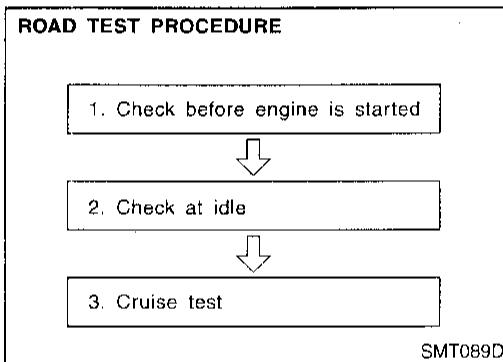 ROAD TEST PROCEDURE
1. Check before engine is started
2. Check at idle
3. Cruise test
SMT089D